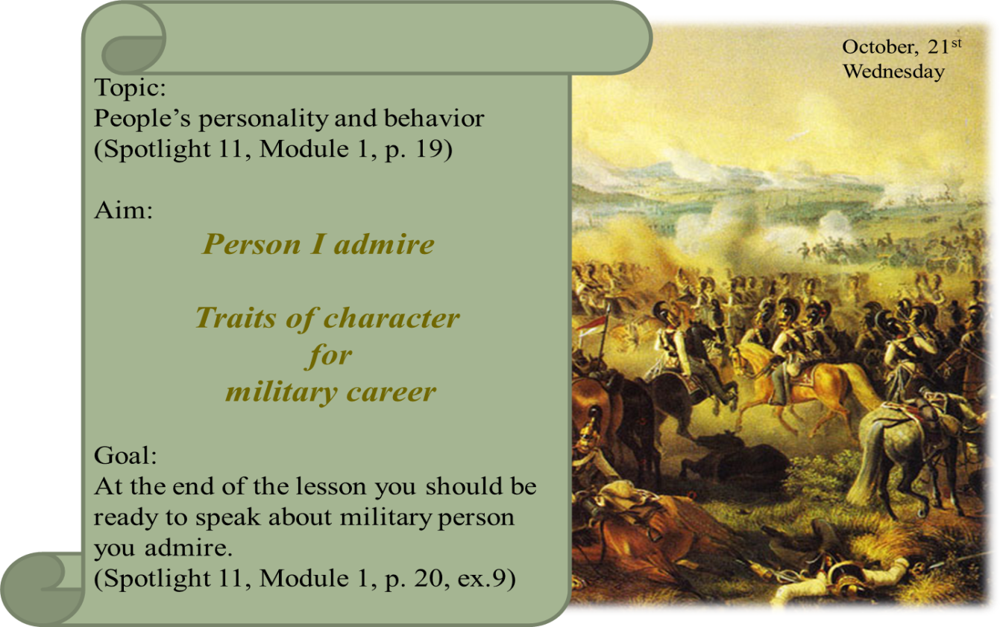 October, 21st
Wednesday
Topic:
People’s personality and behavior
(Spotlight 11, Module 1, p. 19)
Aim:
Person I admire
Traits of character
for
military career
Goal:
At the end of the lesson you should be
ready to speak about military person
you admire.
(Spotlight 11, Module 1, p. 20, ex.9)